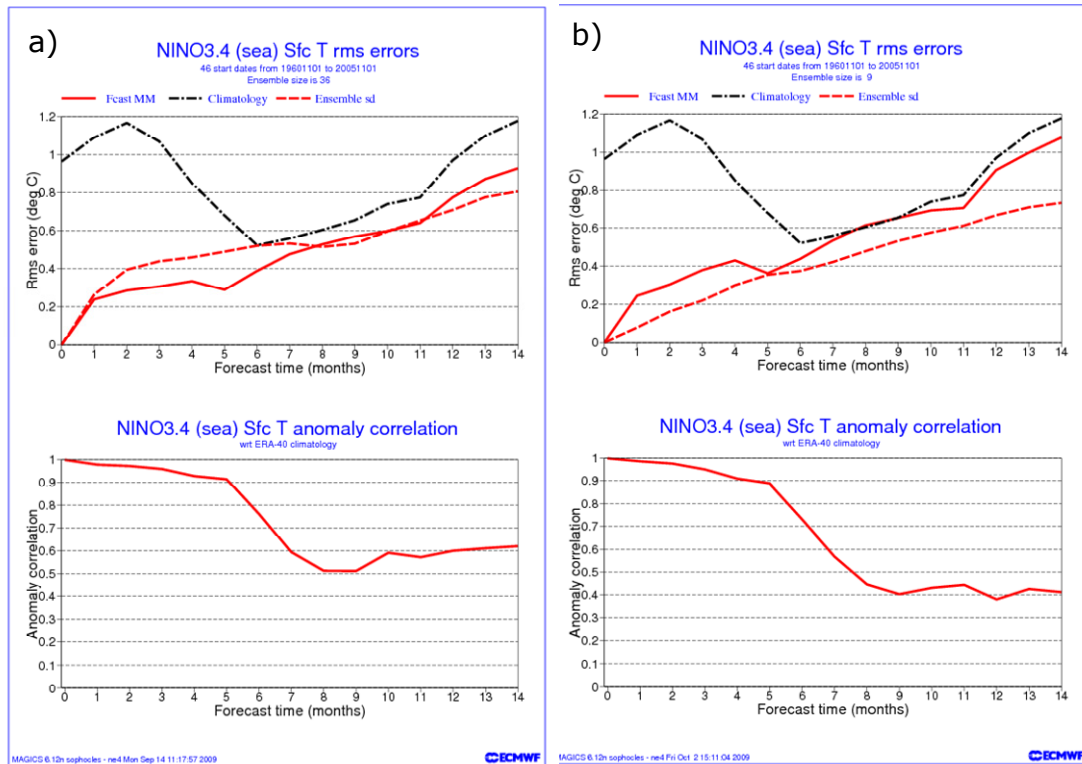 a)
NINO3.4 (sea) Sfc T rms errors
46 start dates from 19601101 to 20051101
Ensemble size is 36
Fcast MM Climatology Ensemble sd
1.2
1
0.8
0.6
0.4
0.2
0
Rms error (deg C)
0 1 2 3 4 5 6 7 8 9 10 11 12 13 14
Forecast time (months)
NINO3.4 (sea) Sfc T anomaly correlation
wrt ERA-40 climatology
1
0.9
0.8
0.7
0.6
0.5
0.4
0.3
0.2
0.1
0
Anomaly correlation
0 1 2 3 4 5 6 7 8 9 10 11 12 13 14
Forecast time (months)
MAGICS 6.12n sophocles - ne4 Mon Sep 14 11:17:57 2009
ECMWF
b)
NINO3.4 (sea) Sfc T rms errors
46 start dates from 19601101 to 20051101
Ensemble size is 9
Fcast MM Climatology Ensemble sd
1.2
1
0.8
0.6
0.4
0.2
0
Rms error (deg C)
0 1 2 3 4 5 6 7 8 9 10 11 12 13 14
Forecast time (months)
NINO3.4 (sea) Sfc T anomaly correlation
wrt ERA-40 climatology
1
0.9
0.8
0.7
0.6
0.5
0.4
0.3
0.2
0.1
0
Anomaly correlation
0 1 2 3 4 5 6 7 8 9 10 11 12 13 14
Forecast time (months)
MAGICS 6.12n sophocles - ne4 Fri Oct 2 15:11:04 2009
ECMWF